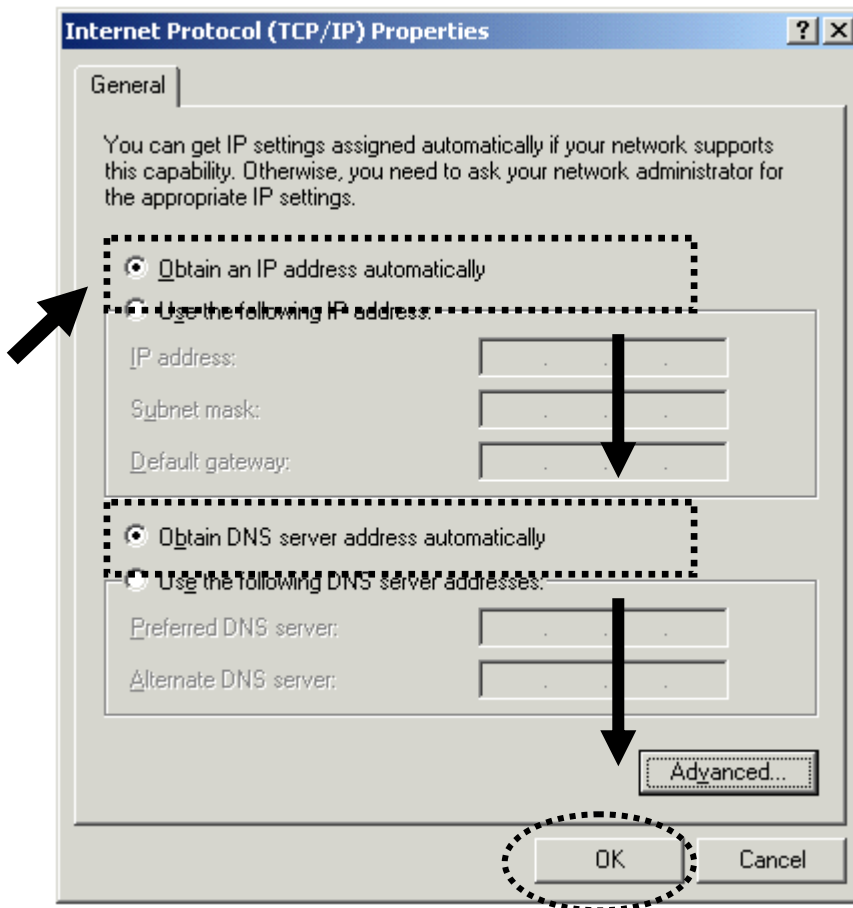 Internet Protocol (TCP/IP) Properties
General
You can get IP settings assigned automatically if your network supports
this capability. Otherwise, you need to ask your network administrator for
the appropriate IP settings.
Obtain an IP address automatically
Use the following IP address:
IP address:
Subnet mask:
Default gateway:
Obtain DNS server address automatically
Use the following DNS server addresses:
Preferred DNS server:
Alternate DNS server:
Advanced...
OK
Cancel